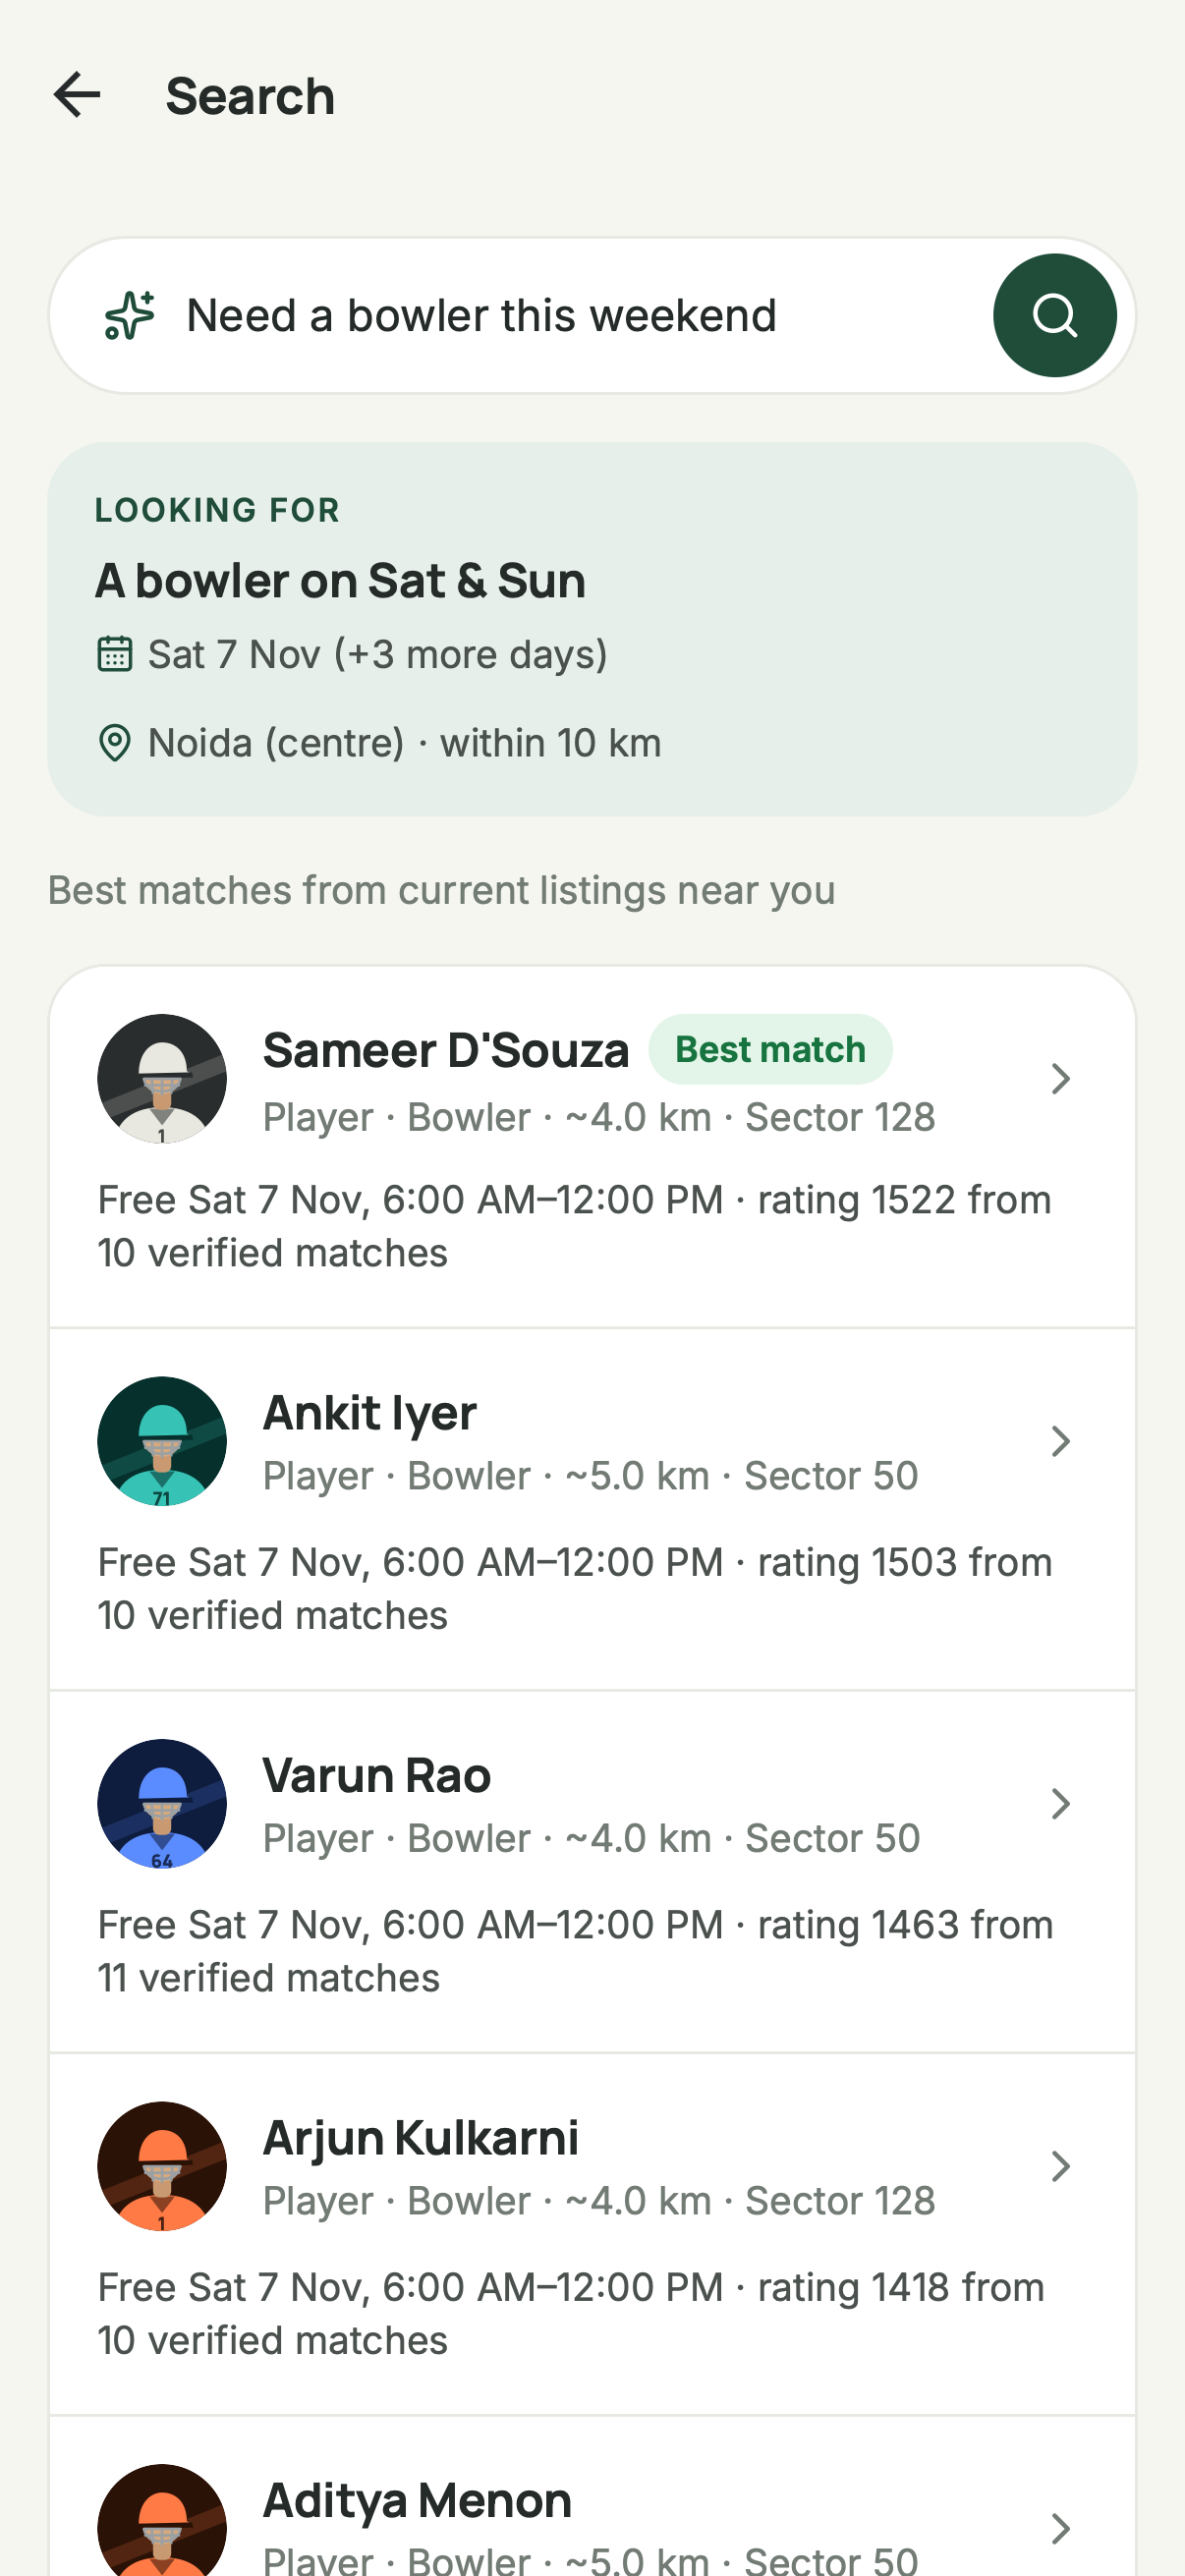 Search
Need a bowler this weekend
LOOKING FOR
A bowler on Sat & Sun
Sat 7 Nov (+3 more days)
Noida (centre) · within 10 km
Best matches from current listings near you
Sameer D'Souza Best match
Player · Bowler · ~4.0 km · Sector 128
1
Free Sat 7 Nov, 6:00 AM–12:00 PM · rating 1522 from
10 verified matches
Ankit Iyer
Player · Bowler · ~5.0 km · Sector 50
71
Free Sat 7 Nov, 6:00 AM–12:00 PM · rating 1503 from
10 verified matches
Varun Rao
Player · Bowler · ~4.0 km · Sector 50
64
Free Sat 7 Nov, 6:00 AM–12:00 PM · rating 1463 from
11 verified matches
Arjun Kulkarni
Player · Bowler · ~4.0 km · Sector 128
1
Free Sat 7 Nov, 6:00 AM–12:00 PM · rating 1418 from
10 verified matches
Aditya Menon
Player · Bowler · ~5.0 km · Sector 50